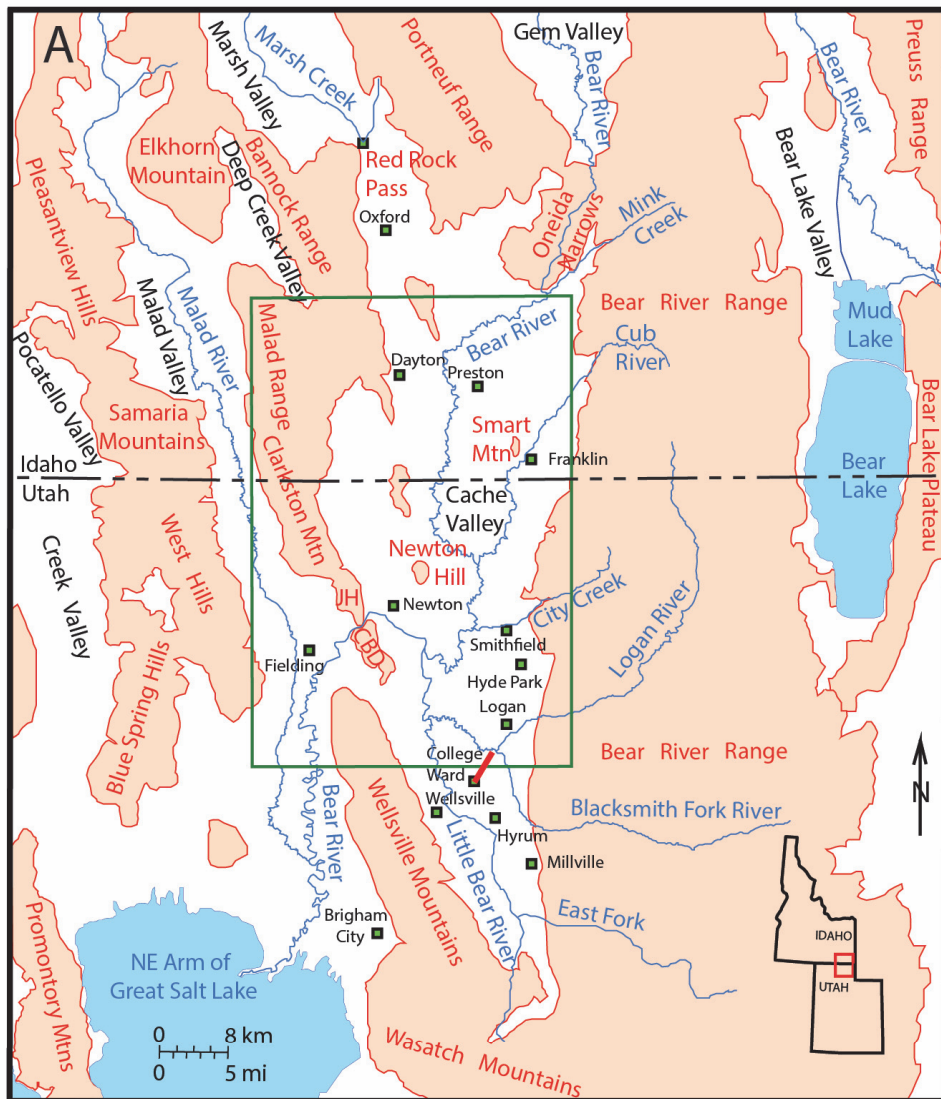 A
Marsh Valley
Marsh Creek
Portneuf Range
Gem Valley
Bear River
Bear River
Preuss Range
Elkhorn
Mountain
Deep Creek Valley
Bannock Range
Red Rock
Pass
Oxford
Oneida
Narrows
Mink
Creek
Bear Lake Valley
Pleasantview Hills
Malad Valley
Malad River
Malad Range
Bear River
Bear River Range
Cub
River
Mud
Lake
Dayton
Preston
Pocatello Valley
Samaria
Mountains
Smart
Mtn
Franklin
Clarkston Mtn
Idaho
Utah
Cache
Valley
Bear
Lake
Bear Lake
Plateau
Creek Valley
West Hills
Newton
Hill
JH
Newton
City Creek
Logan River
CBD
Fielding
Smithfield
Hyde Park
Logan
Blue Spring Hills
College
Ward
Bear River Range
N
Bear River
Wellsville
Hyrum
Blacksmith Fork River
Wellsville Mountains
Little Bear River
Millville
East Fork
Brigham
City
Promontory Mtns
NE Arm of
Great Salt Lake
0 8 km
0 5 mi
Wasatch Mountains
IDAHO
UTAH